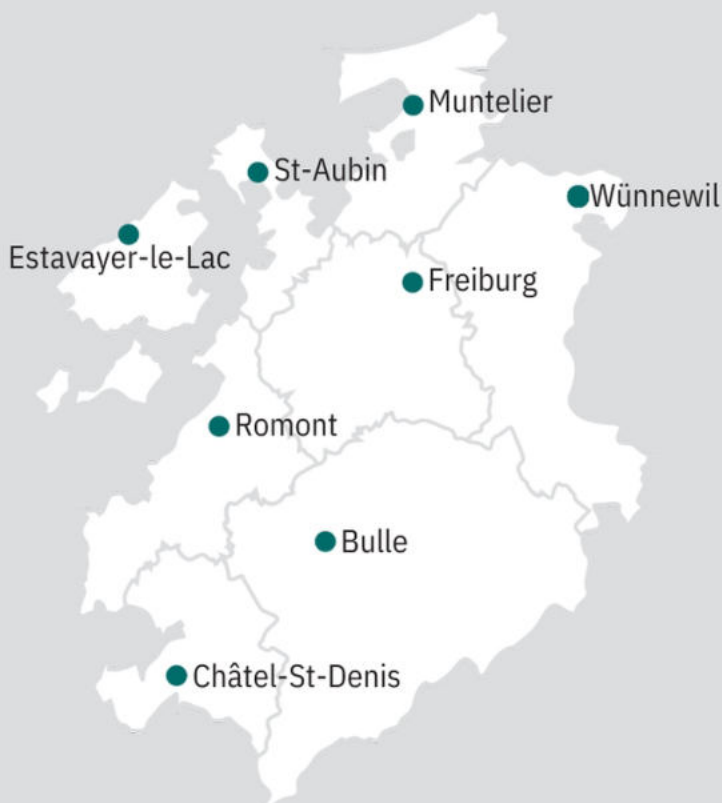 Muntelier
St-Aubin
Wünnewil
Estavayer-le-Lac
Freiburg
Romont
Bulle
Châtel-St-Denis